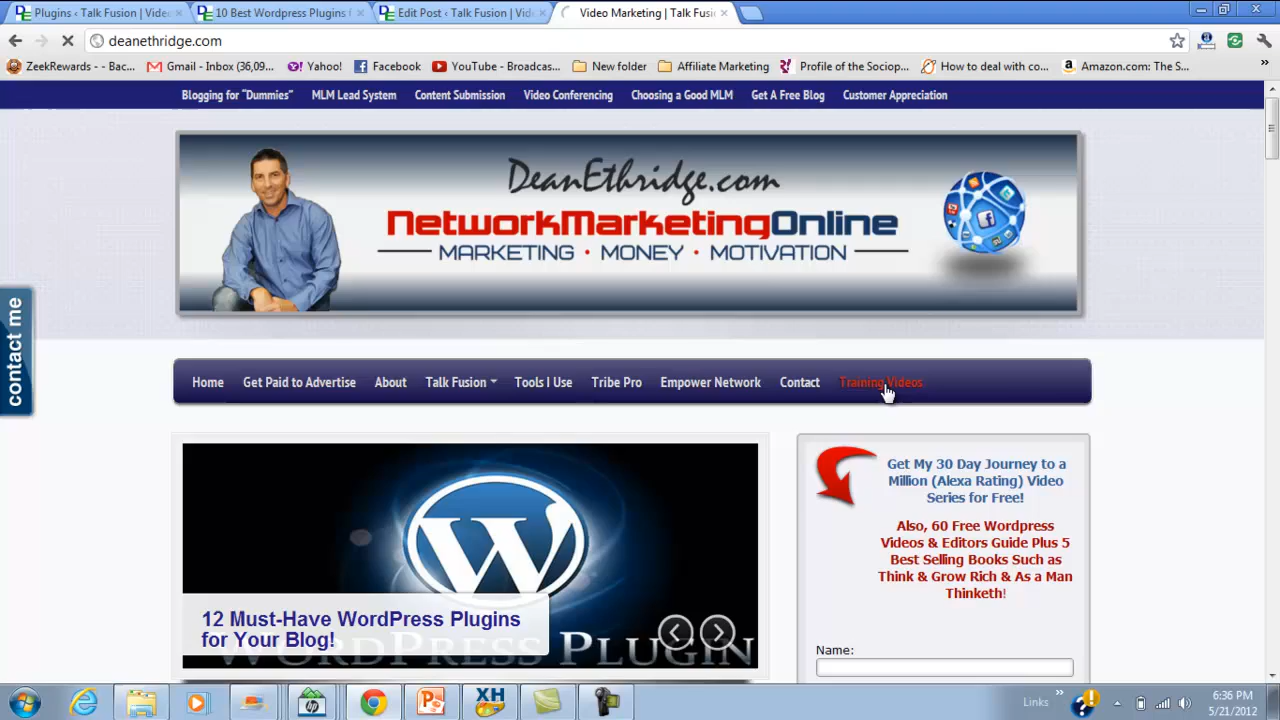 Plugins ‹ Talk Fusion | Vide
10 Best Wordpress Plugins f
Edit Post ‹ Talk Fusion | Vid
Video Marketing | Talk Fusi
deanethridge.com
ZeekRewards - - Bac...
Gmail - Inbox (36,09...
Yahoo!
Facebook
YouTube - Broadcas...
New folder
Affiliate Marketing
Profile of the Sociop...
How to deal with co...
Amazon.com: The S...
»
Blogging for “Dummies”
MLM Lead System
Content Submission
Video Conferencing
Choosing a Good MLM
Get A Free Blog
Customer Appreciation
DeanEthridge.com
NetworkMarketingOnline
MARKETING • MONEY • MOTIVATION
contact me
Home
Get Paid to Advertise
About
Talk Fusion
Tools I Use
Tribe Pro
Empower Network
Contact
Training Videos
12 Must-Have WordPress Plugins
for Your Blog!
WORDPRESS PLUGIN
Get My 30 Day Journey to a
Million (Alexa Rating) Video
Series for Free!
Also, 60 Free Wordpress
Videos & Editors Guide Plus 5
Best Selling Books Such as
Think & Grow Rich & As a Man
Thinketh!
Name:
Links »
6:36 PM
5/21/2012